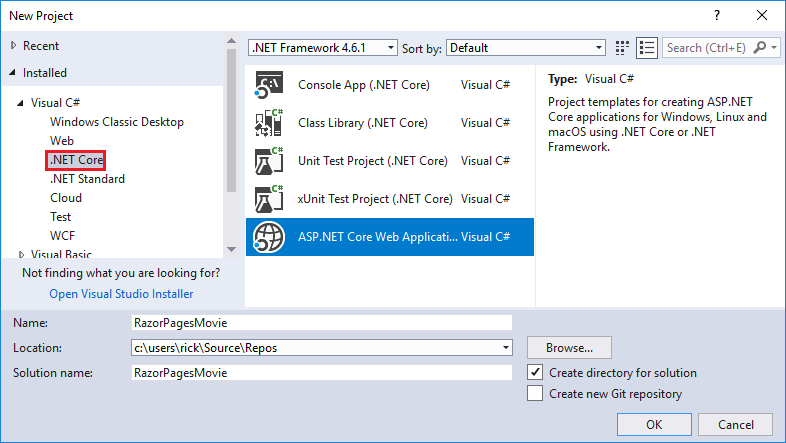 New Project
?
Recent
Installed
Visual C#
Windows Classic Desktop
Web
.NET Core
.NET Standard
Cloud
Test
WCF
Visual Basic
Not finding what you are looking for?
Open Visual Studio Installer
.NET Framework 4.6.1
Sort by: Default
Search (Ctrl+E)
Console App (.NET Core) Visual C#
Class Library (.NET Core) Visual C#
Unit Test Project (.NET Core) Visual C#
xUnit Test Project (.NET Core) Visual C#
ASP.NET Core Web Applicati... Visual C#
Type: Visual C#
Project templates for creating ASP.NET
Core applications for Windows, Linux and
macOS using .NET Core or .NET
Framework.
Name: RazorPagesMovie
Location: c:\users\rick\Source\Repos
Browse...
Solution name: RazorPagesMovie
Create directory for solution
Create new Git repository
OK
Cancel